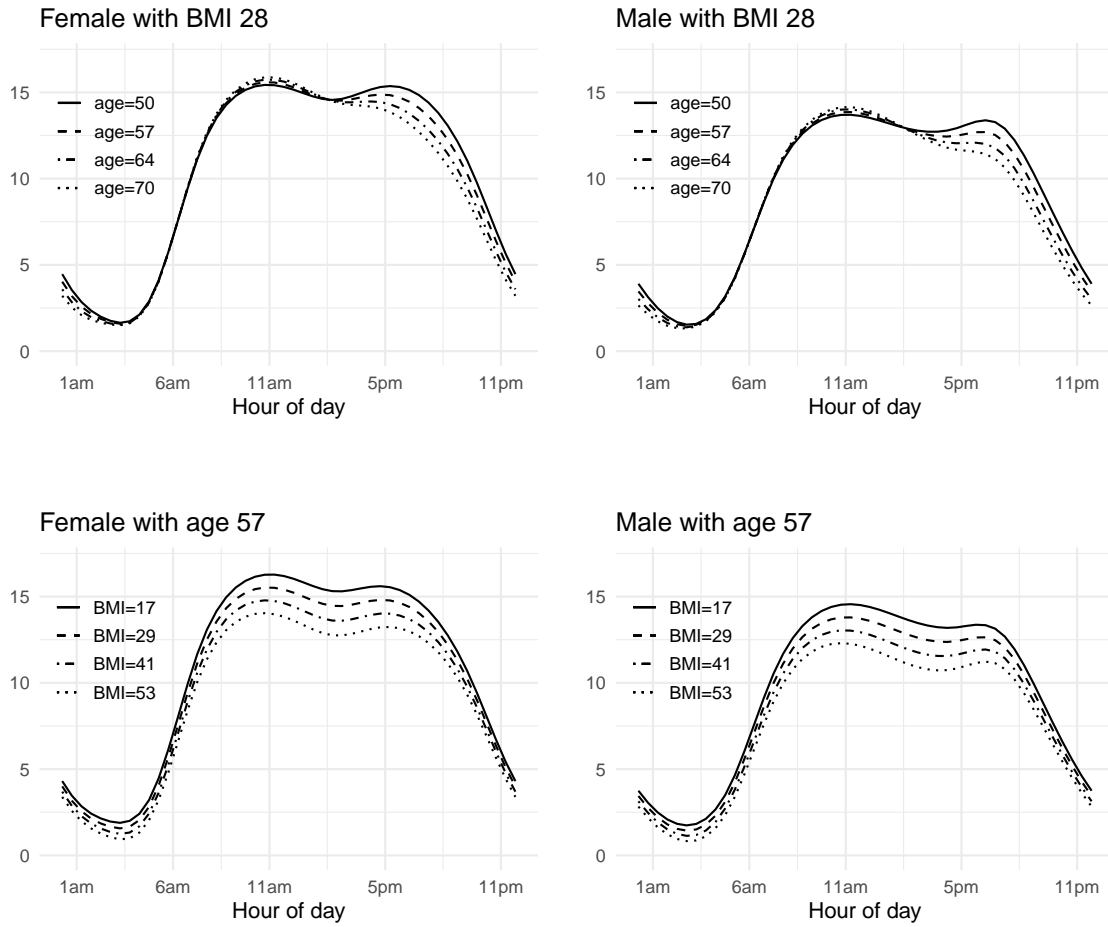 Female with BMI 28
15
10
5
0
age=50
age=57
age=64
age=70
1am 6am 11am 5pm 11pm
Hour of day
Male with BMI 28
15
10
5
0
age=50
age=57
age=64
age=70
1am 6am 11am 5pm 11pm
Hour of day
Female with age 57
15
10
5
0
BMI=17
BMI=29
BMI=41
BMI=53
1am 6am 11am 5pm 11pm
Hour of day
Male with age 57
15
10
5
0
BMI=17
BMI=29
BMI=41
BMI=53
1am 6am 11am 5pm 11pm
Hour of day